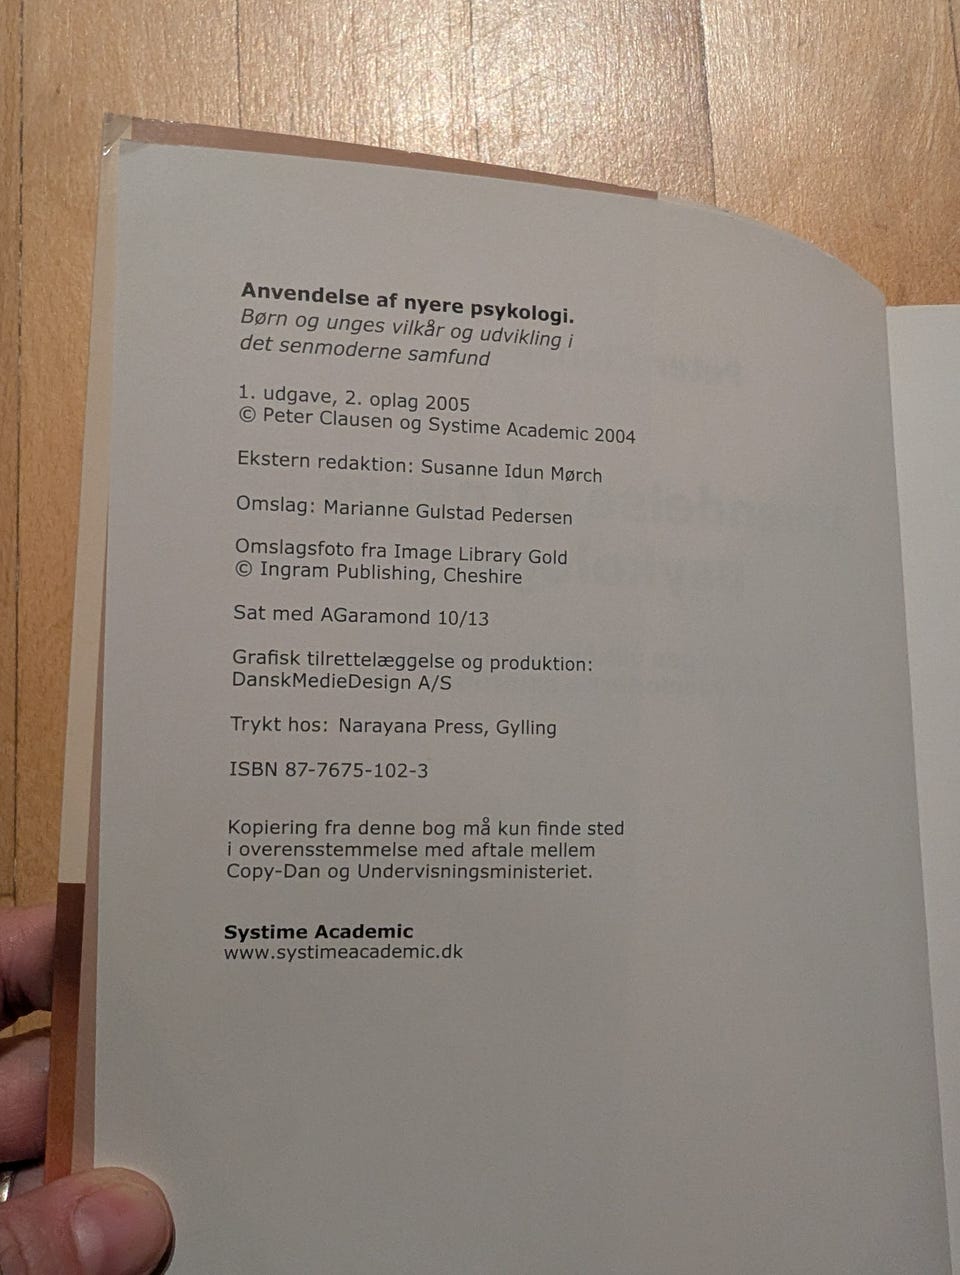 Anvendelse af nyere psykologi.
Børn og unges vilkår og udvikling i
det senmoderne samfund
1. udgave, 2. oplag 2005
© Peter Clausen og Systime Academic 2004
Ekstern redaktion: Susanne Idun Mørch
Omslag: Marianne Gulstad Pedersen
Omslagsfoto fra Image Library Gold
© Ingram Publishing, Cheshire
Sat med AGaramond 10/13
Grafisk tilrettelæggelse og produktion:
DanskMedieDesign A/S
Trykt hos: Narayana Press, Gylling
ISBN 87-7675-102-3
Kopiering fra denne bog må kun finde sted
i overensstemmelse med aftale mellem
Copy-Dan og Undervisningsministeriet.
Systime Academic
www.systimeacademic.dk